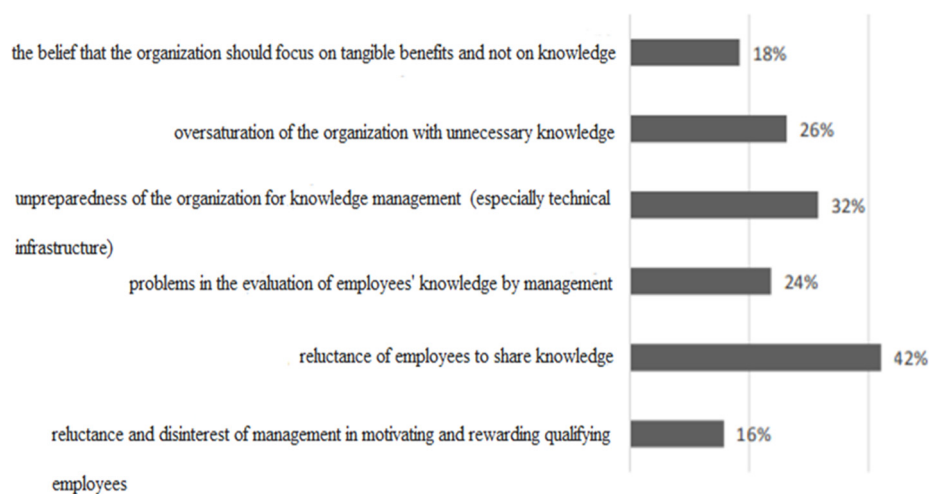 the belief that the organization should focus on tangible benefits and not on knowledge
18%
oversaturation of the organization with unnecessary knowledge
26%
unpreparedness of the organization for knowledge management (especially technical
infrastructure)
32%
problems in the evaluation of employees' knowledge by management
24%
reluctance of employees to share knowledge
42%
reluctance and disinterest of management in motivating and rewarding qualifying
employees
16%